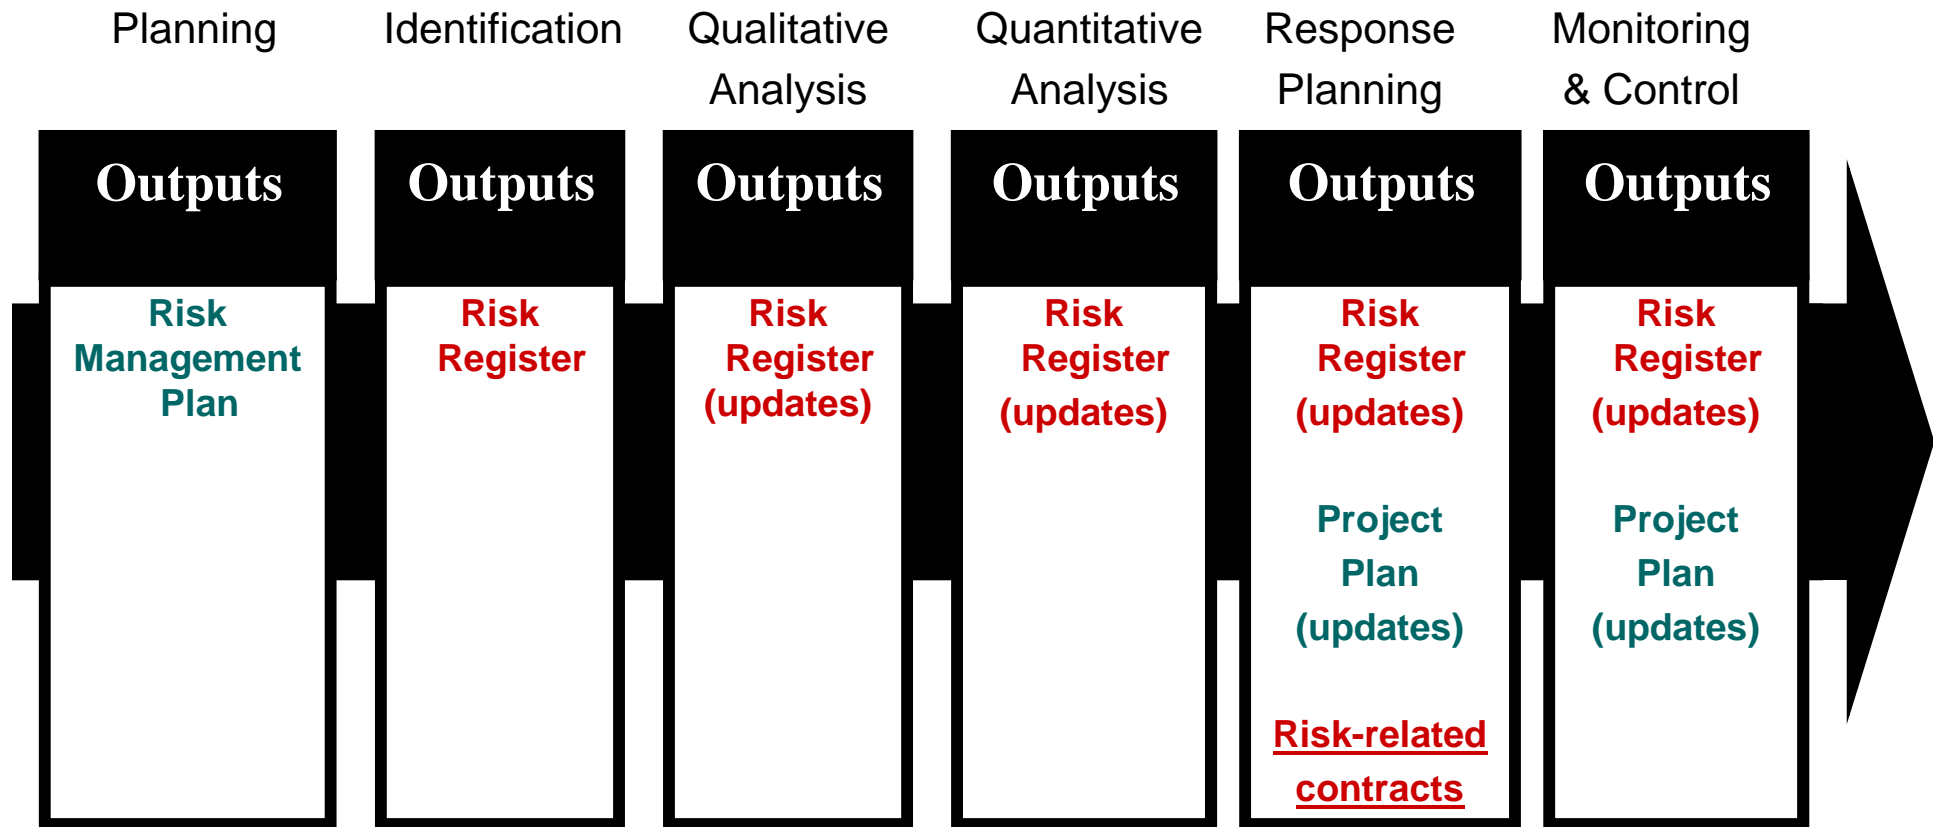 Planning
Identification
Qualitative
Analysis
Quantitative
Analysis
Response
Planning
Monitoring
& Control
Outputs
Risk
Management
Plan
Outputs
Risk
Register
Outputs
Risk
Register
(updates)
Outputs
Risk
Register
(updates)
Outputs
Risk
Register
(updates)
Project
Plan
(updates)
Risk-related
contracts
Outputs
Risk
Register
(updates)
Project
Plan
(updates)